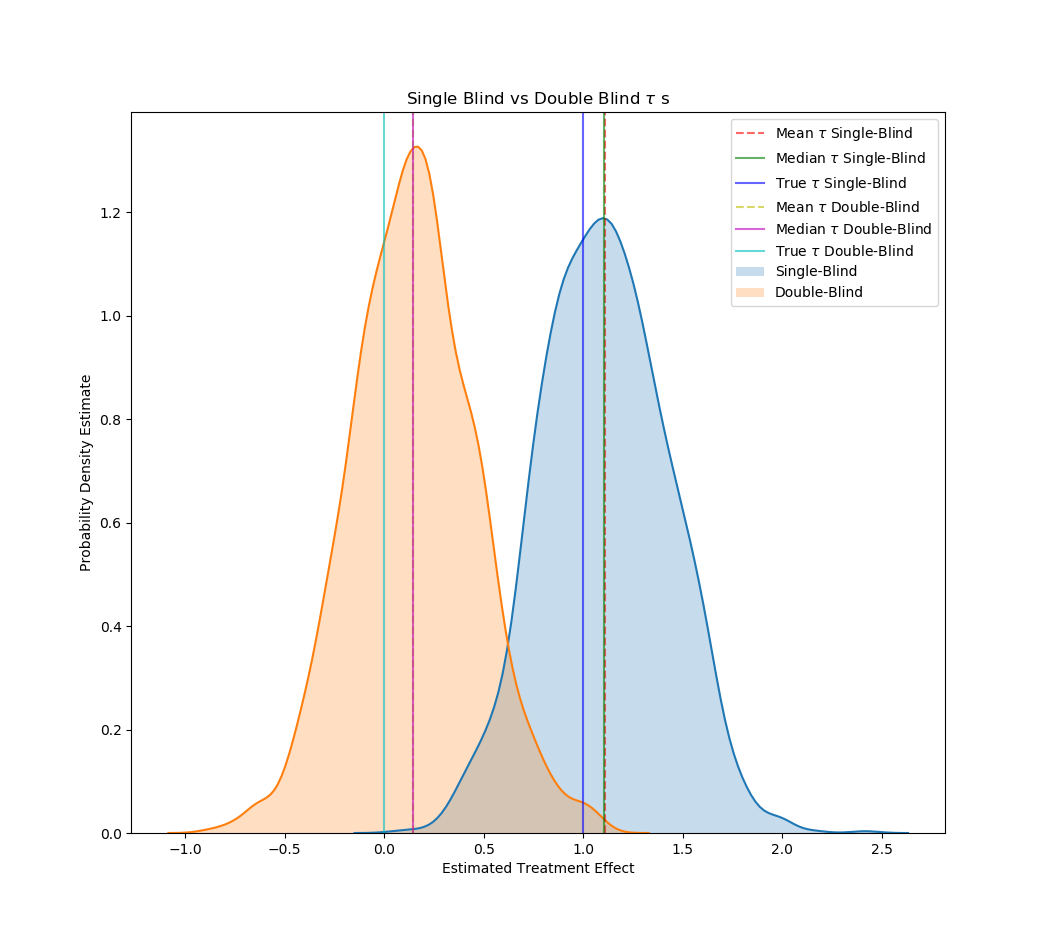 Single Blind vs Double Blind τ s
Mean τ Single-Blind
Median τ Single-Blind
True τ Single-Blind
Mean τ Double-Blind
Median τ Double-Blind
True τ Double-Blind
Single-Blind
Double-Blind
Probability Density Estimate
1.2
1.0
0.8
0.6
0.4
0.2
0.0
−1.0 −0.5 0.0 0.5 1.0 1.5 2.0 2.5
Estimated Treatment Effect